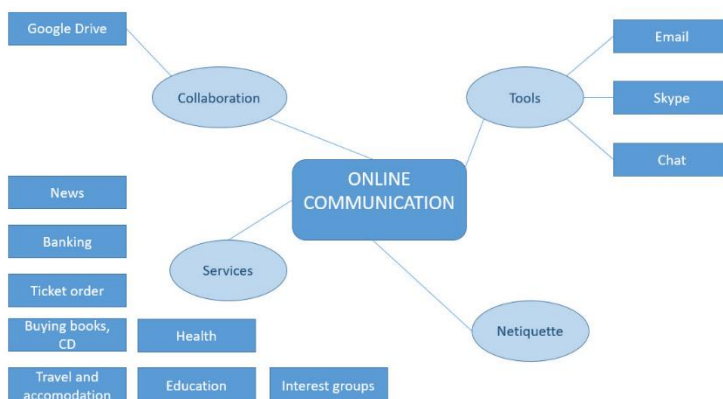 Google Drive
Email
Collaboration
Tools
Skype
Chat
ONLINE
COMMUNICATION
News
Banking
Services
Ticket order
Buying books,
CD
Health
Netiquette
Travel and
accomodation
Education
Interest groups